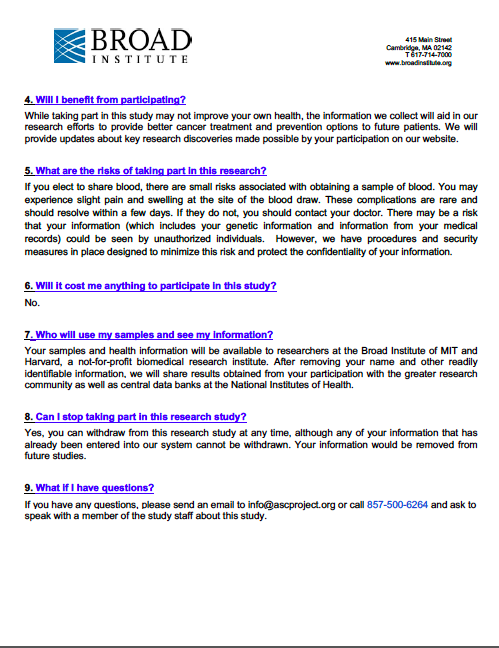 BROAD
INSTITUTE
415 Main Street
Cambridge, MA 02142
T 617-714-7000
www.broadinstitute.org
4. Will I benefit from participating?
While taking part in this study may not improve your own health, the information we collect will aid in our
research efforts to provide better cancer treatment and prevention options to future patients. We will
provide updates about key research discoveries made possible by your participation on our website.
5. What are the risks of taking part in this research?
If you elect to share blood, there are small risks associated with obtaining a sample of blood. You may
experience slight pain and swelling at the site of the blood draw. These complications are rare and
should resolve within a few days. If they do not, you should contact your doctor. There may be a risk
that your information (which includes your genetic information and information from your medical
records) could be seen by unauthorized individuals. However, we have procedures and security
measures in place designed to minimize this risk and protect the confidentiality of your information.
6. Will it cost me anything to participate in this study?
No.
7. Who will use my samples and see my information?
Your samples and health information will be available to researchers at the Broad Institute of MIT and
Harvard, a not-for-profit biomedical research institute. After removing your name and other readily
identifiable information, we will share results obtained from your participation with the greater research
community as well as central data banks at the National Institutes of Health.
8. Can I stop taking part in this research study?
Yes, you can withdraw from this research study at any time, although any of your information that has
already been entered into our system cannot be withdrawn. Your information would be removed from
future studies.
9. What if I have questions?
If you have any questions, please send an email to info@ascproject.org or call 857-500-6264 and ask to
speak with a member of the study staff about this study.